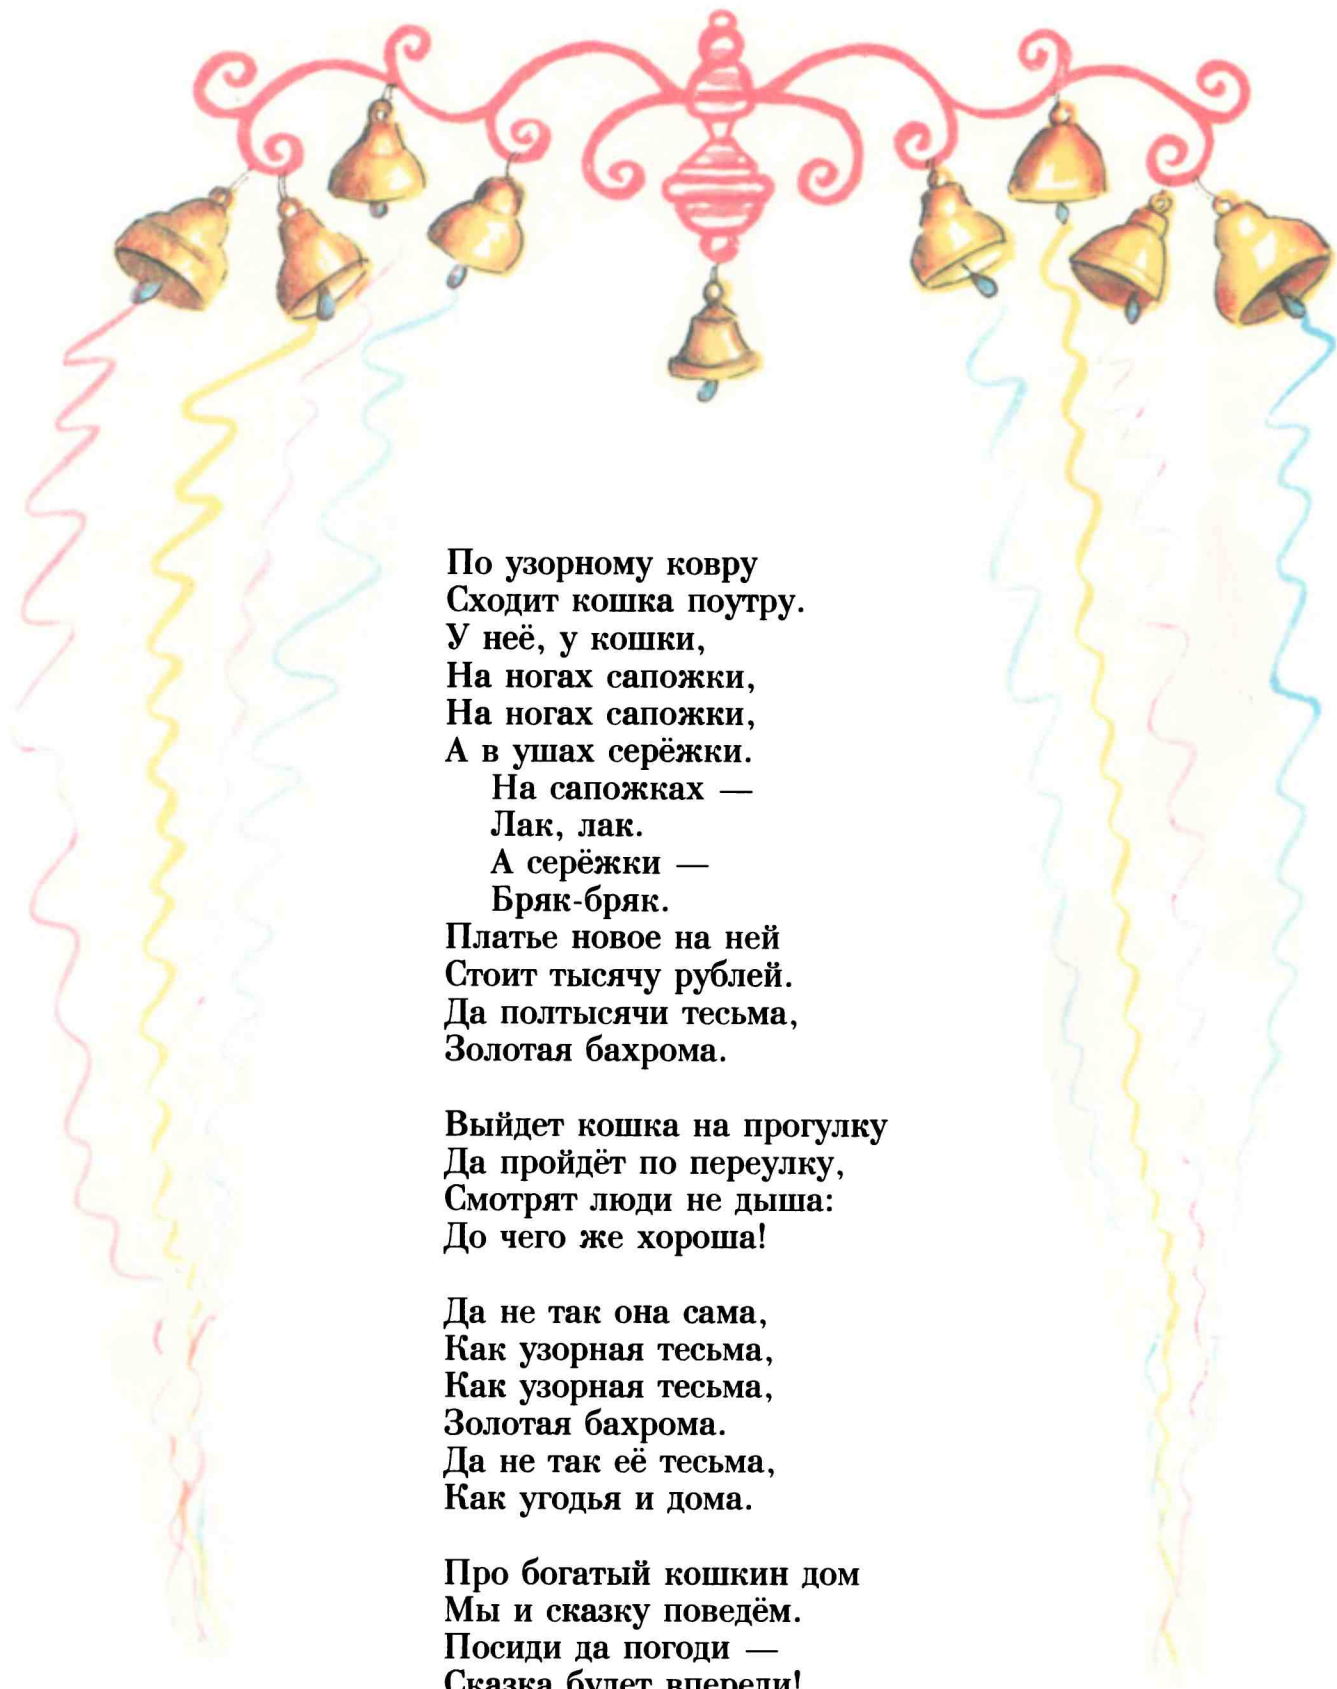 По узорному ковру
Сходит кошка поутру.
У неё, у кошки,
На ногах сапожки,
На ногах сапожки,
А в ушах серёжки.
На сапожках —
Лак, лак.
А серёжки —
Бряк-бряк.
Платье новое на ней
Стоит тысячу рублей.
Да полтысячи тесьма,
Золотая бахрома.
Выйдет кошка на прогулку
Да пройдёт по переулку,
Смотрят люди не дыша:
До чего же хороша!
Да не так она сама,
Как узорная тесьма,
Как узорная тесьма,
Золотая бахрома.
Да не так её тесьма,
Как угодья и дома.
Про богатый кошкин дом
Мы и сказку поведём.
Посиди да погоди —
Сказка будет впереди!